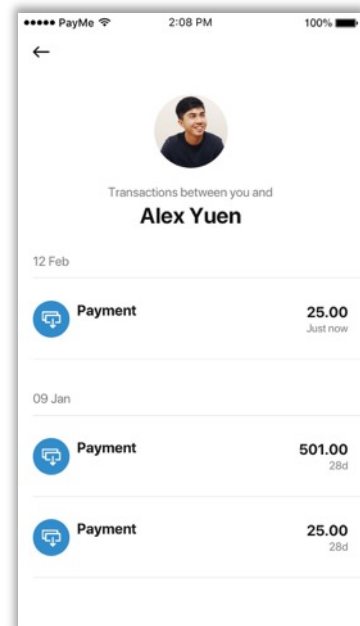 PayMe 2:08 PM 100%
Transactions between you and
Alex Yuen
12 Feb
Payment 25.00
Just now
09 Jan
Payment 501.00
28d
Payment 25.00
28d